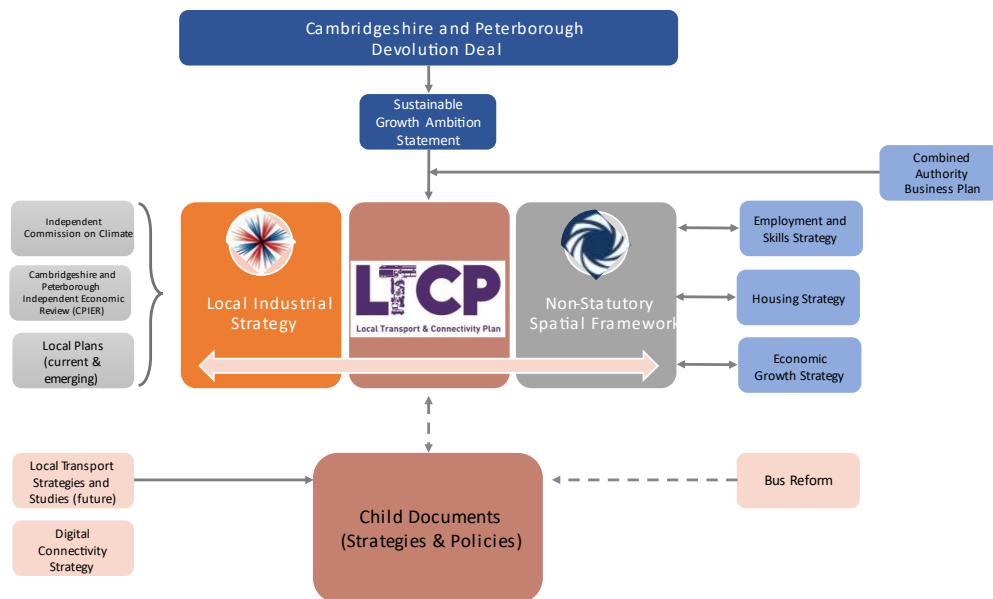 Cambridgeshire and Peterborough
Devolution Deal
Sustainable
Growth Ambition
Statement
Combined
Authority
Business Plan
Independent
Commission on Climate
Cambridgeshire and
Peterborough
Independent Economic
Review (CPIER)
Local Plans
(current &
emerging)
Local Industrial
Strategy
LTCP
Local Transport & Connectivity Plan
Non-Statutory
Spatial Framework
Employment and
Skills Strategy
Housing Strategy
Economic
Growth Strategy
Local Transport
Strategies and
Studies (future)
Digital
Connectivity
Strategy
Child Documents
(Strategies & Policies)
Bus Reform